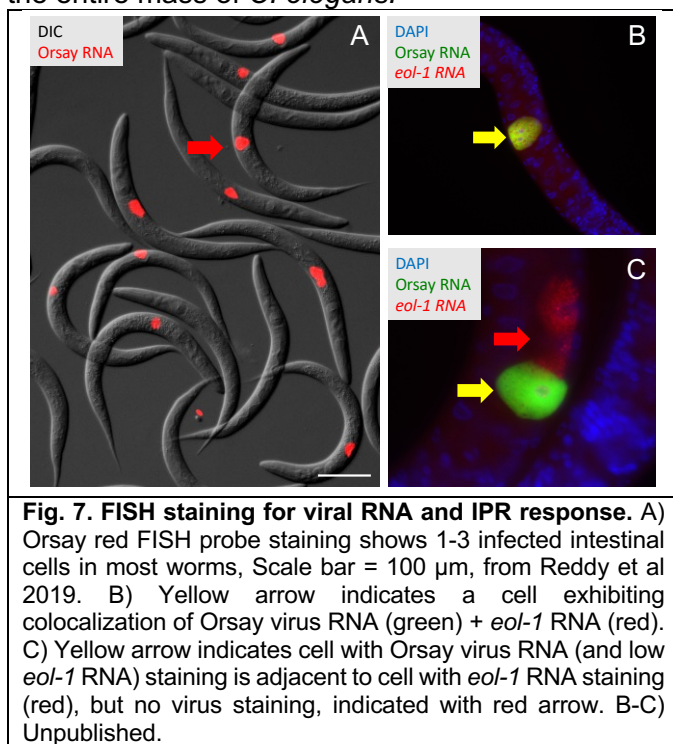 the entire mass of C. elegans.
DIC
Orsay RNA
A
DAPI
Orsay RNA
eol-1 RNA
B
DAPI
Orsay RNA
eol-1 RNA
C
Fig. 7. FISH staining for viral RNA and IPR response. A)
Orsay red FISH probe staining shows 1-3 infected intestinal
cells in most worms, Scale bar = 100 µm, from Reddy et al
2019. B) Yellow arrow indicates a cell exhibiting
colocalization of Orsay virus RNA (green) + eol-1 RNA (red).
C) Yellow arrow indicates cell with Orsay virus RNA (and low
eol-1 RNA) staining is adjacent to cell with eol-1 RNA staining
(red), but no virus staining, indicated with red arrow. B-C)
Unpublished.